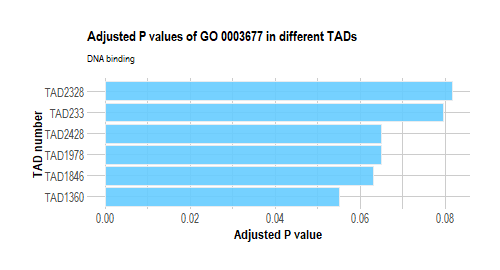 Adjusted P values of GO 0003677 in different TADs
DNA binding
TAD number
TAD2328
TAD233
TAD2428
TAD1978
TAD1846
TAD1360
0.00 0.02 0.04 0.06 0.08
Adjusted P value